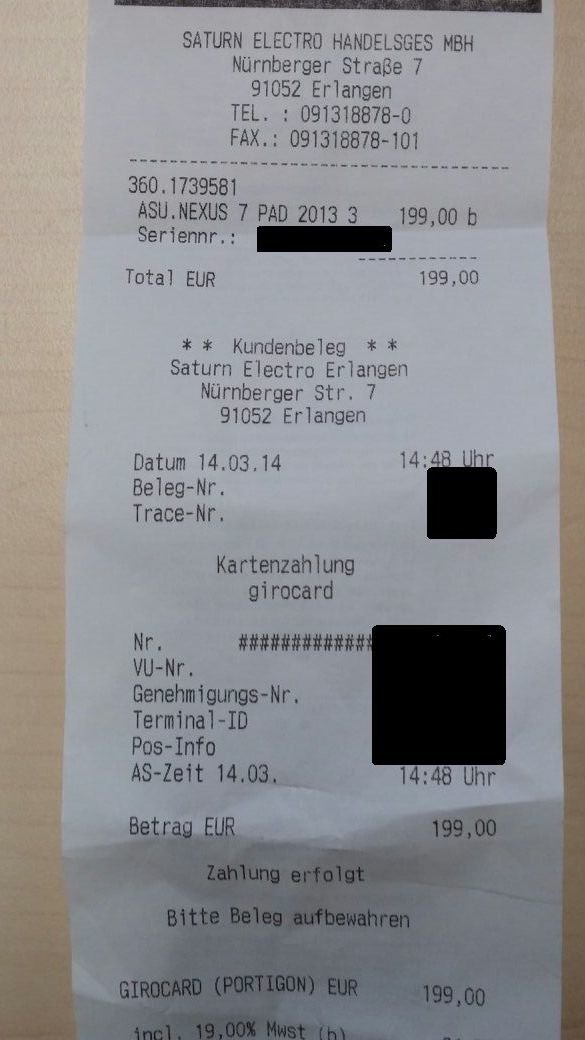 SATURN ELECTRO HANDELSGES MBH
Nürnberger Straße 7
91052 Erlangen
TEL. : 091318878-0
FAX.: 091318878-101
360.1739581
ASU.NEXUS 7 PAD 2013 3 199,00 b
Seriennr.:
Total EUR 199,00
* * Kundenbeleg * *
Saturn Electro Erlangen
Nürnberger Str. 7
91052 Erlangen
Datum 14.03.14 14:48 Uhr
Beleg-Nr.
Trace-Nr.
Kartenzahlung
girocard
Nr. #############
VU-Nr.
Genehmigungs-Nr.
Terminal-ID
Pos-Info
AS-Zeit 14.03. 14:48 Uhr
Betrag EUR 199,00
Zahlung erfolgt
Bitte Beleg aufbewahren
GIROCARD (PORTIGON) EUR 199,00
incl. 19,00% Mwst (b)